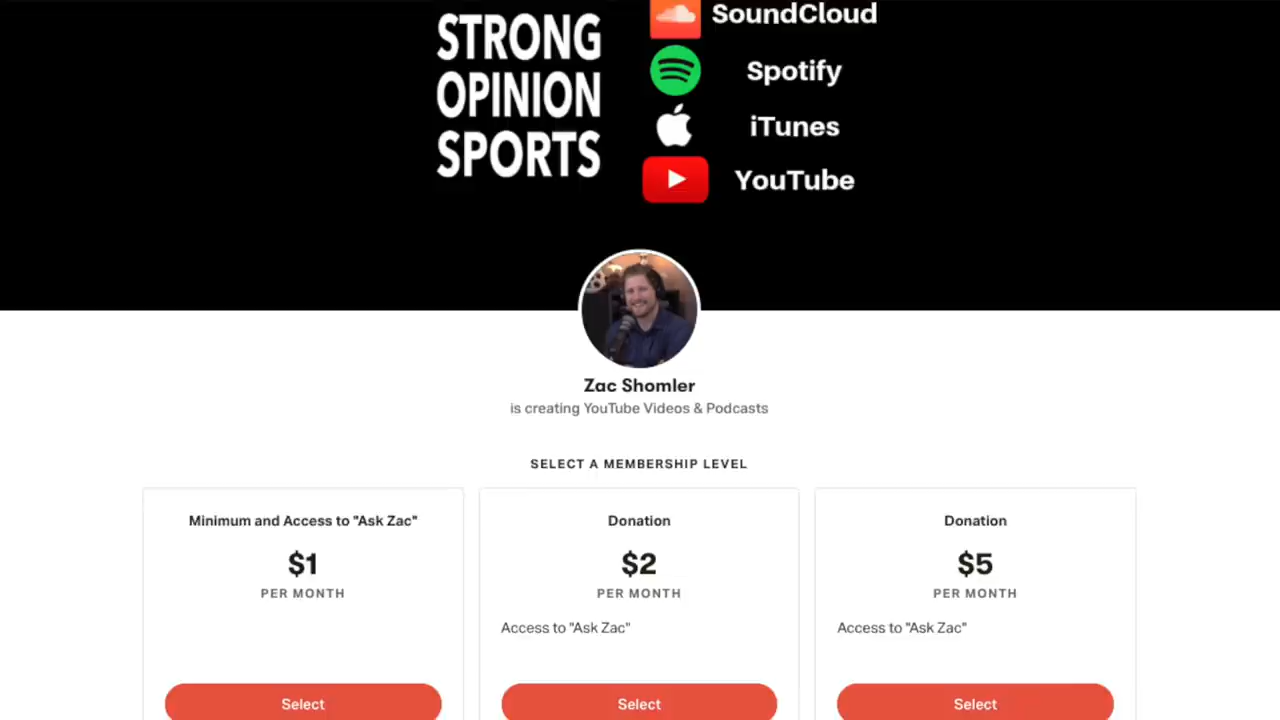 STRONG
OPINION
SPORTS
SoundCloud
Spotify
iTunes
YouTube
Zac Shomler
is creating YouTube Videos & Podcasts
SELECT A MEMBERSHIP LEVEL
Minimum and Access to "Ask Zac"
$1
PER MONTH
Select
Donation
$2
PER MONTH
Access to "Ask Zac"
Select
Donation
$5
PER MONTH
Access to "Ask Zac"
Select